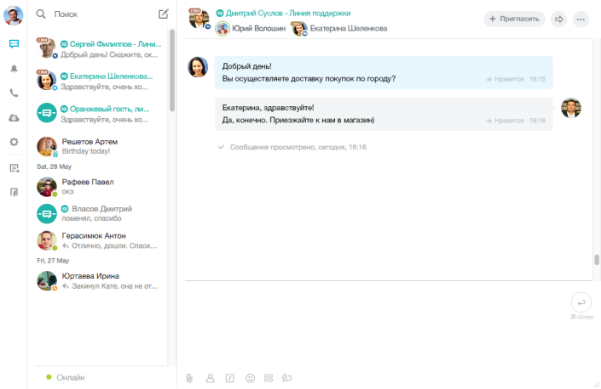 Поиск
CRM
Сергей Филиппов - Лини...
Добрый день! Скажите, ск...
CRM
Екатерина Шеленкова...
Здравствуйте, очень хо...
Оранжевый гость, ли...
Здравствуйте, очень хо...
Решетов Артем
Birthday today!
Sat, 28 May
Рафеев Павел
окэ
Власов Дмитрий
поменял, спасибо
Герасимюк Антон
Отлично, дошли. Спаси...
Fri, 27 May
Юртаева Ирина
Закинул Кате, она не от...
Онлайн
CRM
Дмитрий Суслов - Линия поддержки
Юрий Волошин
CRM
Екатерина Шеленкова
+ Пригласить
Добрый день!
Вы осуществляете доставку покупок по городу?
Нравится 16:15
Екатерина, здравствуйте!
Да, конечно. Приезжайте к нам в магазин)
Нравится 16:16
Сообщение просмотрено, сегодня, 16:16
⌘+Enter